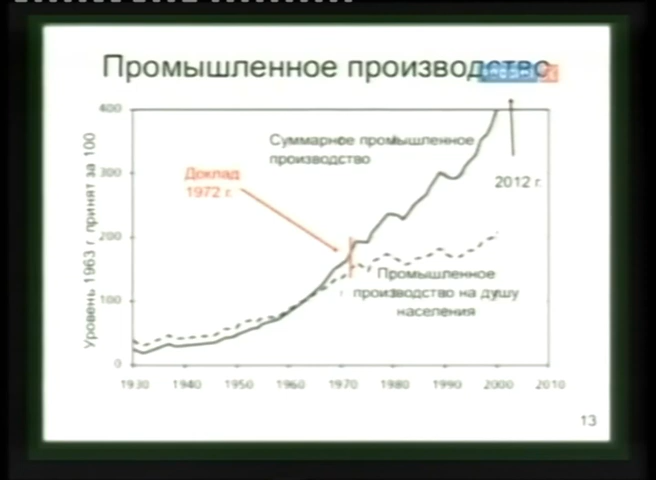 Промышленное производство
Уровень 1963 г. принят за 100
400
300
200
100
0
Суммарное промышленное
производство
Доклад
1972 г.
2012 г.
Промышленное
производство на душу
населения
1930 1940 1950 1960 1970 1980 1990 2000 2010
13